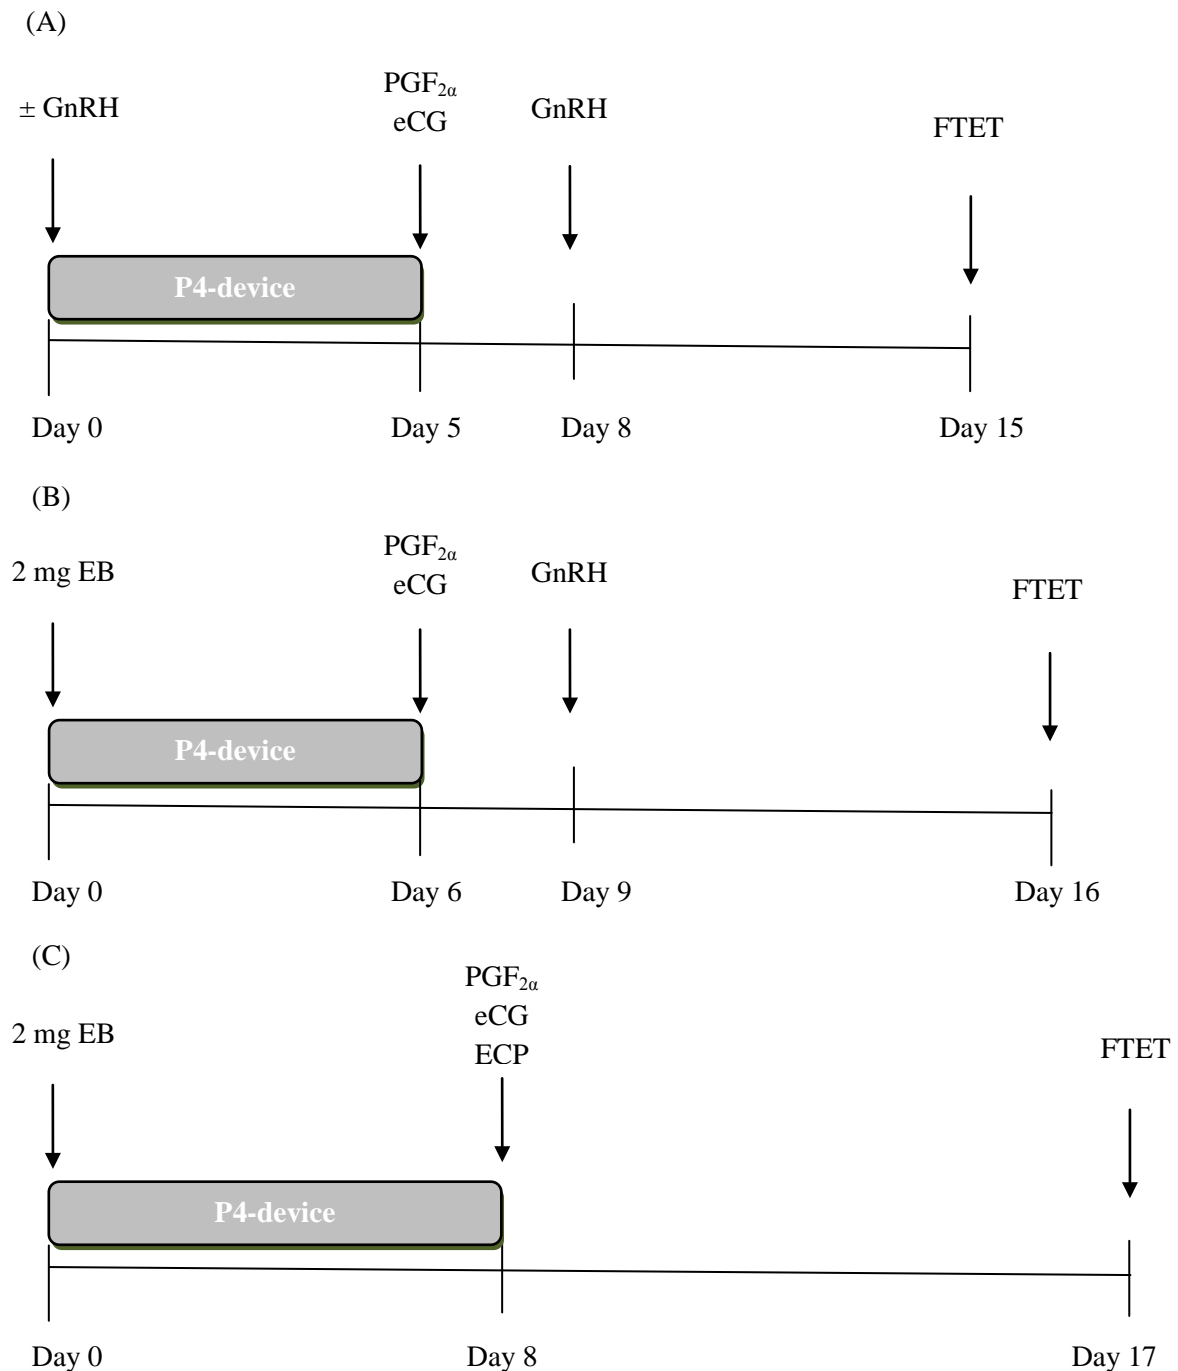 (A)
± GnRH
PGF₂α
eCG
GnRH
FTET
P4-device
Day 0
Day 5
Day 8
Day 15
(B)
2 mg EB
PGF₂α
eCG
GnRH
FTET
P4-device
Day 0
Day 6
Day 9
Day 16
(C)
2 mg EB
PGF₂α
eCG
ECP
FTET
P4-device
Day 0
Day 8
Day 17